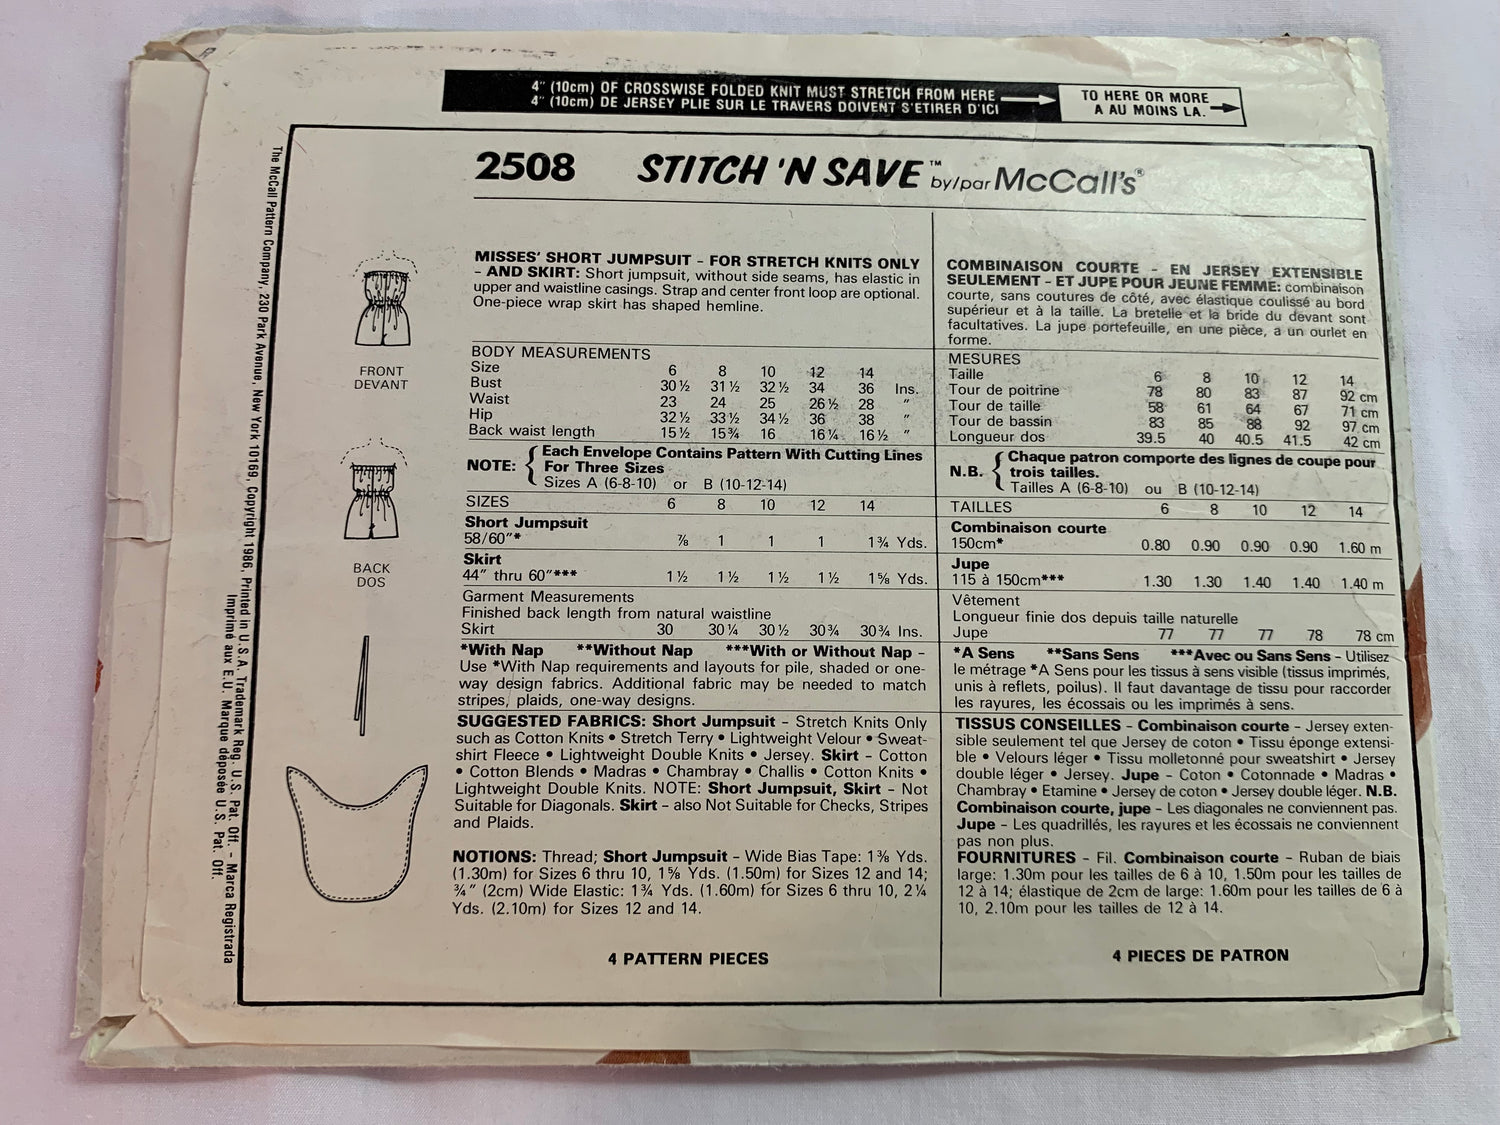 4" (10cm) OF CROSSWISE FOLDED KNIT MUST STRETCH FROM HERE
4" (10cm) DE JERSEY PLIE SUR LE TRAVERS DOIVENT S'ETIRER D'ICI
TO HERE OR MORE
A AU MOINS LA.
2508 STITCH 'N SAVE™ by/par McCall's®
The McCall Pattern Company, 230 Park Avenue, New York 10169, Copyright 1986, Printed in U.S.A. Trademark Reg. U.S. Pat. Off. – Marca Registrada
Imprimé aux E.U. Marque déposée U.S. Pat. Off.
FRONT
DEVANT
BACK
DOS
MISSES' SHORT JUMPSUIT – FOR STRETCH KNITS ONLY
– AND SKIRT: Short jumpsuit, without side seams, has elastic in
upper and waistline casings. Strap and center front loop are optional.
One-piece wrap skirt has shaped hemline.
BODY MEASUREMENTS
Size 6 8 10 12 14
Bust 30½ 31½ 32½ 34 36 Ins.
Waist 23 24 25 26½ 28 "
Hip 32½ 33½ 34½ 36 38 "
Back waist length 15½ 15¾ 16 16¼ 16½ "
NOTE: { Each Envelope Contains Pattern With Cutting Lines
For Three Sizes
Sizes A (6-8-10) or B (10-12-14)
SIZES 6 8 10 12 14
Short Jumpsuit
58/60"* ⅞ 1 1 1 1¾ Yds.
Skirt
44" thru 60"*** 1½ 1½ 1½ 1½ 1⅝ Yds.
Garment Measurements
Finished back length from natural waistline
Skirt 30 30¼ 30½ 30¾ 30¾ Ins.
*With Nap **Without Nap ***With or Without Nap –
Use *With Nap requirements and layouts for pile, shaded or one-
way design fabrics. Additional fabric may be needed to match
stripes, plaids, one-way designs.
SUGGESTED FABRICS: Short Jumpsuit – Stretch Knits Only
such as Cotton Knits • Stretch Terry • Lightweight Velour • Sweat-
shirt Fleece • Lightweight Double Knits • Jersey. Skirt – Cotton
• Cotton Blends • Madras • Chambray • Challis • Cotton Knits •
Lightweight Double Knits. NOTE: Short Jumpsuit, Skirt – Not
Suitable for Diagonals. Skirt – also Not Suitable for Checks, Stripes
and Plaids.
NOTIONS: Thread; Short Jumpsuit – Wide Bias Tape: 1⅜ Yds.
(1.30m) for Sizes 6 thru 10, 1⅝ Yds. (1.50m) for Sizes 12 and 14;
¾" (2cm) Wide Elastic: 1¾ Yds. (1.60m) for Sizes 6 thru 10, 2¼
Yds. (2.10m) for Sizes 12 and 14.
4 PATTERN PIECES
COMBINAISON COURTE – EN JERSEY EXTENSIBLE
SEULEMENT – ET JUPE POUR JEUNE FEMME: combinaison
courte, sans coutures de côté, avec élastique coulissé au bord
supérieur et à la taille. La bretelle et la bride du devant sont
facultatives. La jupe portefeuille, en une pièce, a un ourlet en
forme.
MESURES
Taille 6 8 10 12 14
Tour de poitrine 78 80 83 87 92 cm
Tour de taille 58 61 64 67 71 cm
Tour de bassin 83 85 88 92 97 cm
Longueur dos 39.5 40 40.5 41.5 42 cm
N.B. { Chaque patron comporte des lignes de coupe pour
trois tailles.
Tailles A (6-8-10) ou B (10-12-14)
TAILLES 6 8 10 12 14
Combinaison courte
150cm* 0.80 0.90 0.90 0.90 1.60 m
Jupe
115 à 150cm*** 1.30 1.30 1.40 1.40 1.40 m
Vêtement
Longueur finie dos depuis taille naturelle
Jupe 77 77 77 78 78 cm
*A Sens **Sans Sens ***Avec ou Sans Sens – Utilisez
le métrage *A Sens pour les tissus à sens visible (tissus imprimés,
unis à reflets, poilus). Il faut davantage de tissu pour raccorder
les rayures, les écossais ou les imprimés à sens.
TISSUS CONSEILLES – Combinaison courte – Jersey exten-
sible seulement tel que Jersey de coton • Tissu éponge extensi-
ble • Velours léger • Tissu molletonné pour sweatshirt • Jersey
double léger • Jersey. Jupe – Coton • Cotonnade • Madras •
Chambray • Etamine • Jersey de coton • Jersey double léger. N.B.
Combinaison courte, jupe – Les diagonales ne conviennent pas.
Jupe – Les quadrillés, les rayures et les écossais ne conviennent
pas non plus.
FOURNITURES – Fil. Combinaison courte – Ruban de biais
large: 1.30m pour les tailles de 6 à 10, 1.50m pour les tailles de
12 à 14; élastique de 2cm de large: 1.60m pour les tailles de 6 à
10, 2.10m pour les tailles de 12 à 14.
4 PIECES DE PATRON